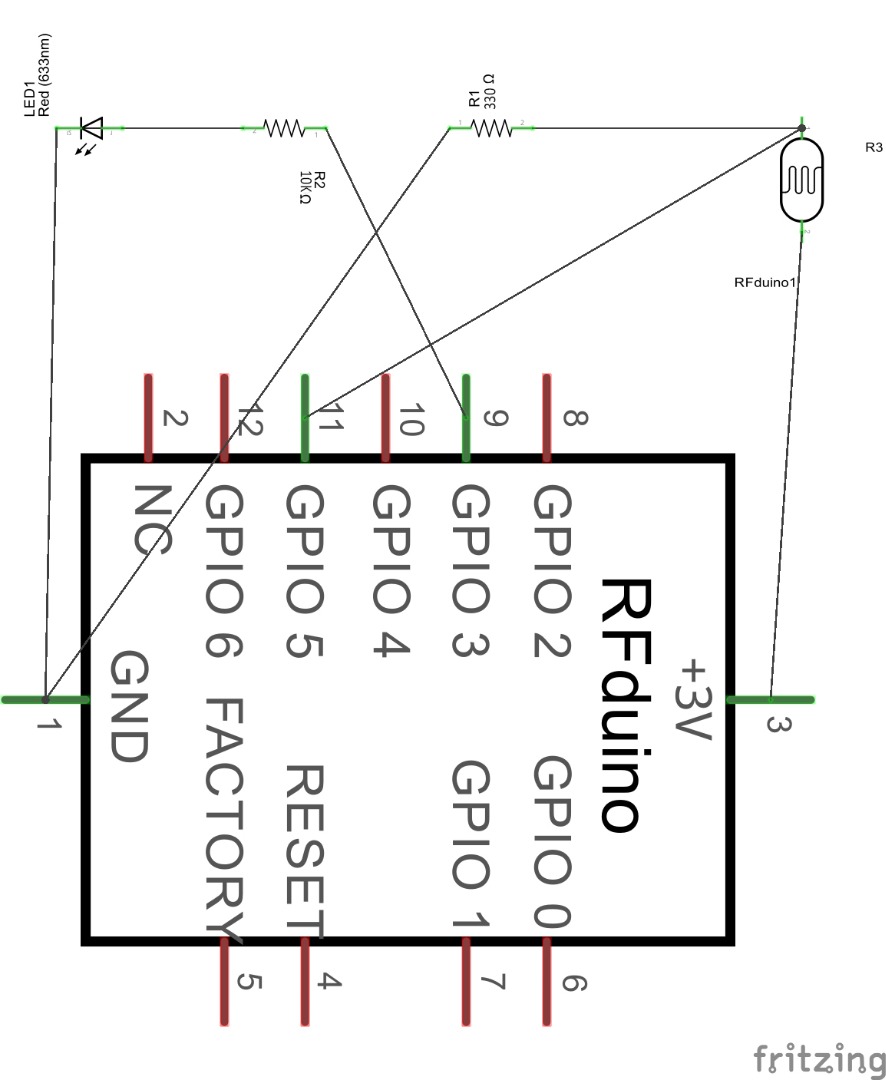 LED1
Red (633nm)
R1
330 Ω
R2
10KΩ
R3
RFduino1
2
12
11
10
9
8
NC
GPIO 6
GPIO 5
GPIO 4
GPIO 3
GPIO 2
RFduino
GND
+3V
1
3
FACTORY
RESET
GPIO 1
GPIO 0
5
4
7
6
fritzing